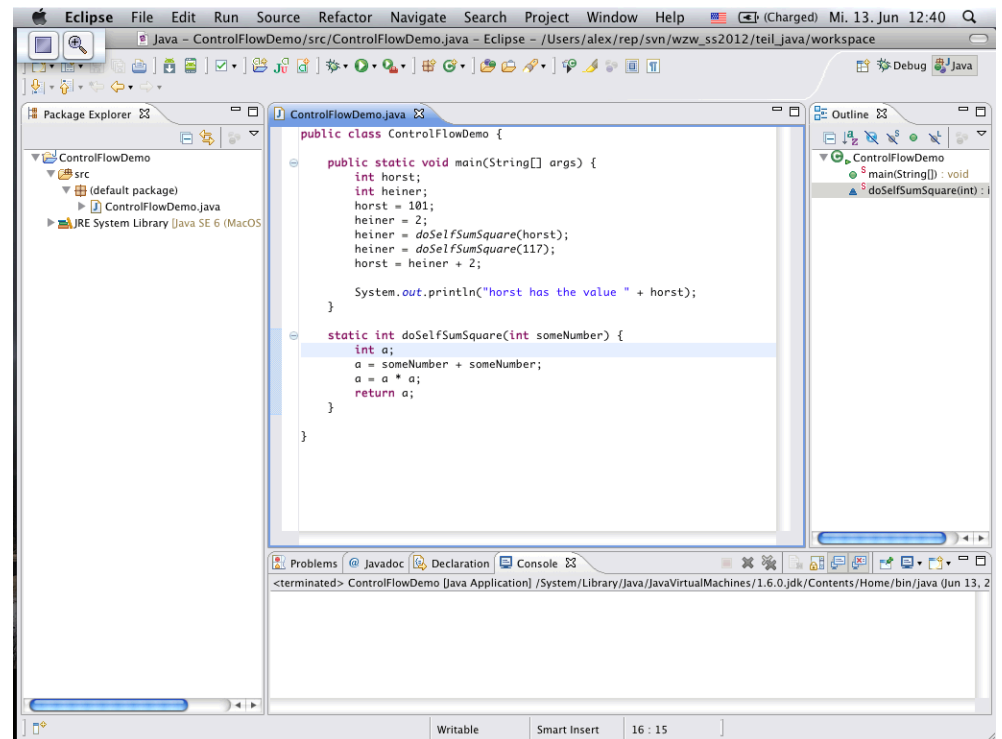 Eclipse File Edit Run Source Refactor Navigate Search Project Window Help (Charged) Mi. 13. Jun 12:40
Java – ControlFlowDemo/src/ControlFlowDemo.java – Eclipse – /Users/alex/rep/svn/wzw_ss2012/teil_java/workspace
Debug Java
Package Explorer
ControlFlowDemo
src
(default package)
ControlFlowDemo.java
JRE System Library [Java SE 6 (MacOS
ControlFlowDemo.java
public class ControlFlowDemo {
public static void main(String[] args) {
int horst;
int heiner;
horst = 101;
heiner = 2;
heiner = doSelfSumSquare(horst);
heiner = doSelfSumSquare(117);
horst = heiner + 2;
System.out.println("horst has the value " + horst);
}
static int doSelfSumSquare(int someNumber) {
int a;
a = someNumber + someNumber;
a = a * a;
return a;
}
}
Outline
ControlFlowDemo
main(String[]) : void
doSelfSumSquare(int) : i
Problems @ Javadoc Declaration Console
<terminated> ControlFlowDemo [Java Application] /System/Library/Java/JavaVirtualMachines/1.6.0.jdk/Contents/Home/bin/java (Jun 13, 2
Writable Smart Insert 16 : 15